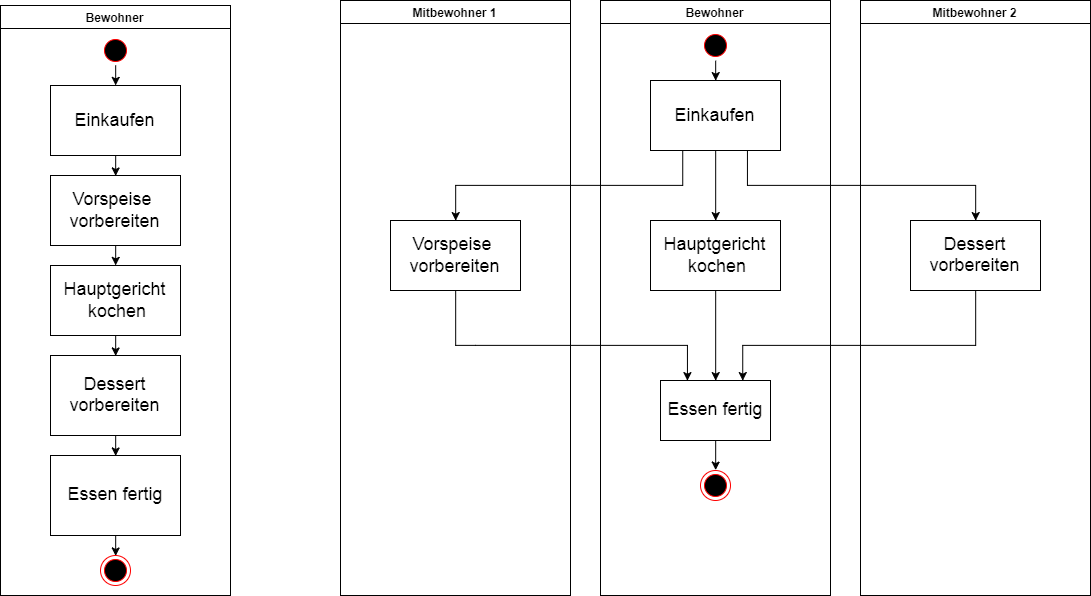 Bewohner
Einkaufen
Vorspeise
vorbereiten
Hauptgericht
kochen
Dessert
vorbereiten
Essen fertig
Mitbewohner 1
Bewohner
Mitbewohner 2
Einkaufen
Vorspeise
vorbereiten
Hauptgericht
kochen
Dessert
vorbereiten
Essen fertig